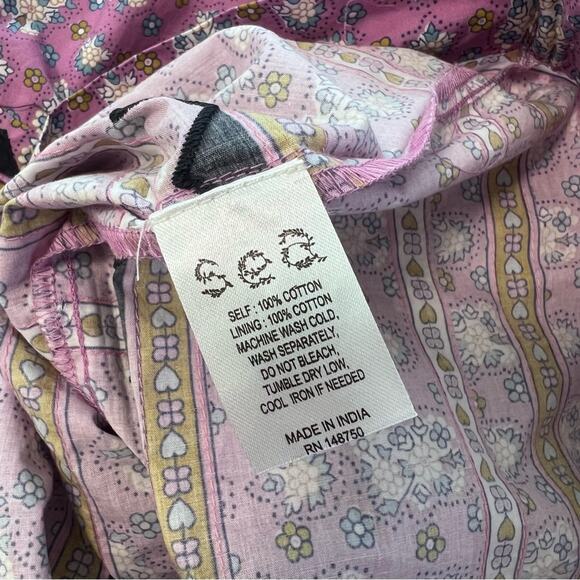 sea
SELF : 100% COTTON
LINING : 100% COTTON
MACHINE WASH COLD,
WASH SEPARATELY,
DO NOT BLEACH,
TUMBLE DRY LOW,
COOL IRON IF NEEDED
MADE IN INDIA
RN 148750